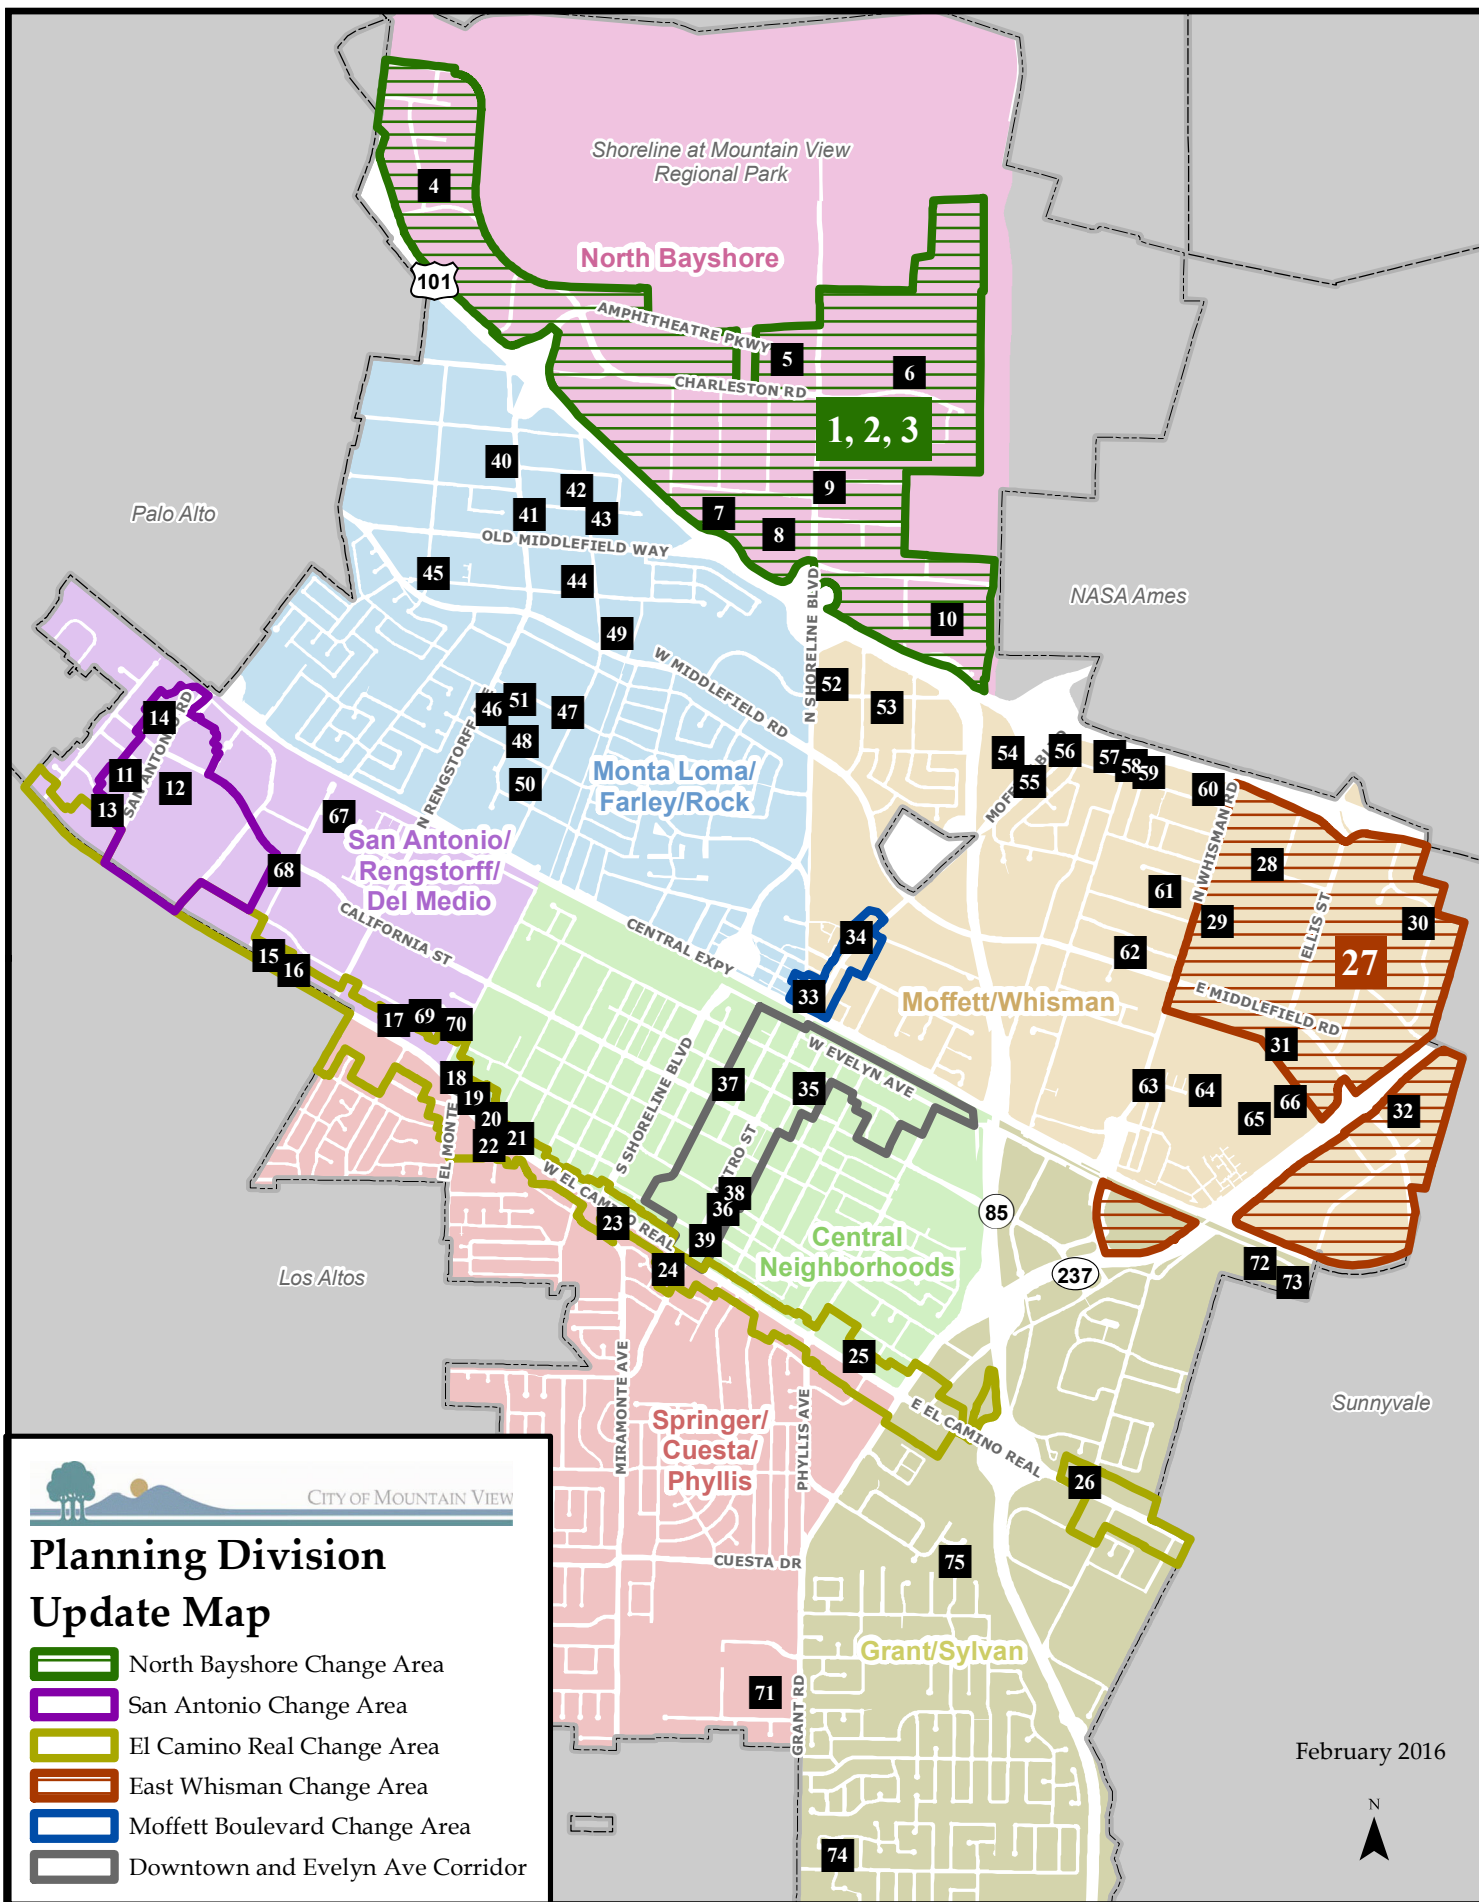 Shoreline at Mountain View
Regional Park
4
North Bayshore
101
AMPHITHEATRE PKWY
5
6
CHARLESTON RD
1, 2, 3
40
42
9
7
41
43
8
Palo Alto
OLD MIDDLEFIELD WAY
45
44
NASA Ames
10
49
N SHORELINE BLVD
W MIDDLEFIELD RD
52
53
14
SAN ANTONIO RD
46
51
47
48
50
N RENGSTORFF AVE
54
56
57
58
59
55
60
11
12
13
Monta Loma/
Farley/Rock
N WHISMAN RD
67
San Antonio/
Rengstorff/
Del Medio
68
28
61
29
30
ELLIS ST
CALIFORNIA ST
CENTRAL EXPY
34
62
27
15
16
33
Moffett/Whisman
E MIDDLEFIELD RD
17
69
70
31
S SHORELINE BLVD
W EVELYN AVE
18
37
35
63
64
66
65
32
19
20
21
22
EL MONTE
W EL CAMINO REAL
38
36
23
39
85
Central
Neighborhoods
24
72
73
237
Los Altos
25
MIRAMONTE AVE
PHYLLIS AVE
Sunnyvale
Springer/
Cuesta/
Phyllis
E EL CAMINO REAL
26
CUESTA DR
75
Grant/Sylvan
71
GRANT RD
74
CITY OF MOUNTAIN VIEW
Planning Division
Update Map
North Bayshore Change Area
San Antonio Change Area
El Camino Real Change Area
East Whisman Change Area
Moffett Boulevard Change Area
Downtown and Evelyn Ave Corridor
February 2016
N